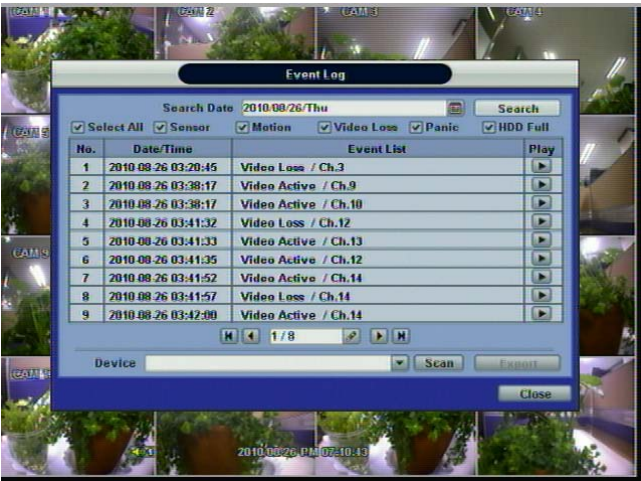 CAM 1 CAM 2 CAM 3 CAM 4
Event Log
Search Date 2010/08/26/Thu Search
CAM 5
Select All Sensor Motion Video Loss Panic HDD Full
No. Date/Time Event List Play
1 2010-08-26 03:20:45 Video Loss / Ch.3
2 2010-08-26 03:38:17 Video Active / Ch.9
3 2010-08-26 03:38:17 Video Active / Ch.10
4 2010-08-26 03:41:32 Video Loss / Ch.12
5 2010-08-26 03:41:33 Video Active / Ch.13
6 2010-08-26 03:41:35 Video Active / Ch.12
CAM 9
7 2010-08-26 03:41:52 Video Active / Ch.14
8 2010-08-26 03:41:57 Video Loss / Ch.14
9 2010-08-26 03:42:00 Video Active / Ch.14
1 / 8
Device Scan Export
Close
2010/08/26 PM 07:10:43